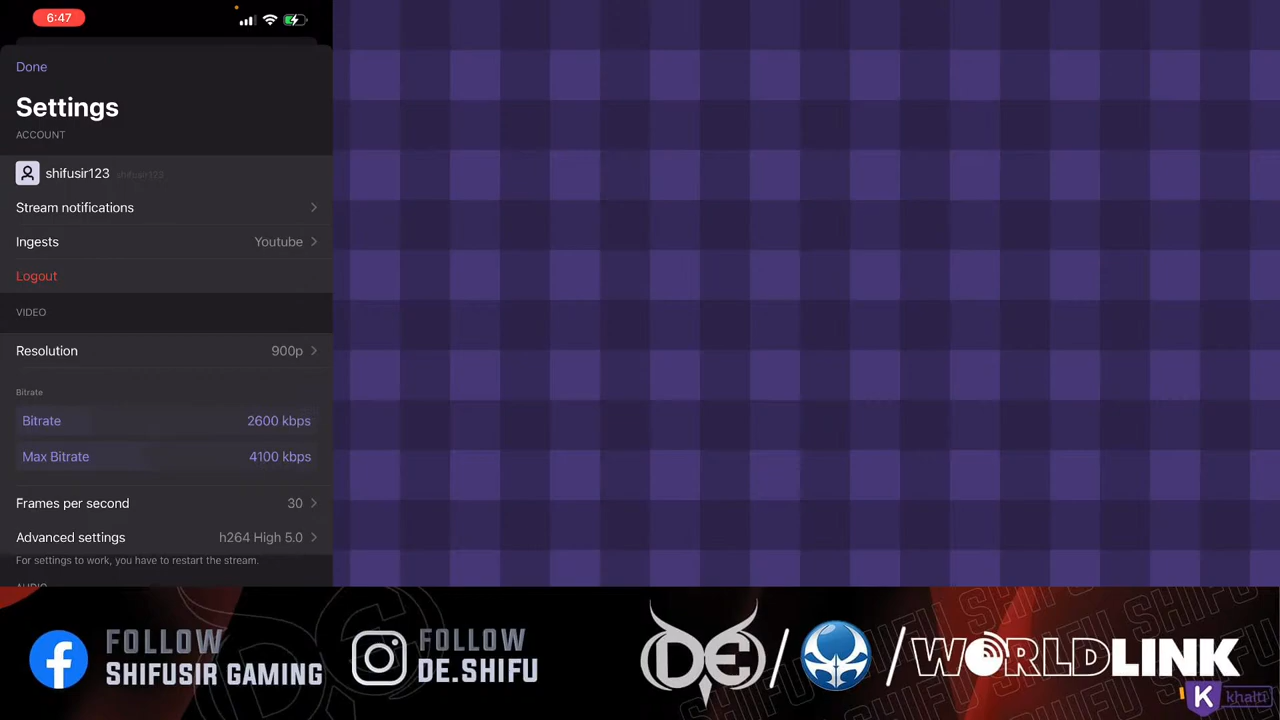 6:47
Done
Settings
ACCOUNT
shifusir123 shifusir123
Stream notifications
Ingests Youtube
Logout
VIDEO
Resolution 900p
Bitrate
Bitrate 2600 kbps
Max Bitrate 4100 kbps
Frames per second 30
Advanced settings h264 High 5.0
For settings to work, you have to restart the stream.
AUDIO
FOLLOW
SHIFUSIR GAMING
FOLLOW
DE.SHIFU
DE / / WORLDLINK
K khalti